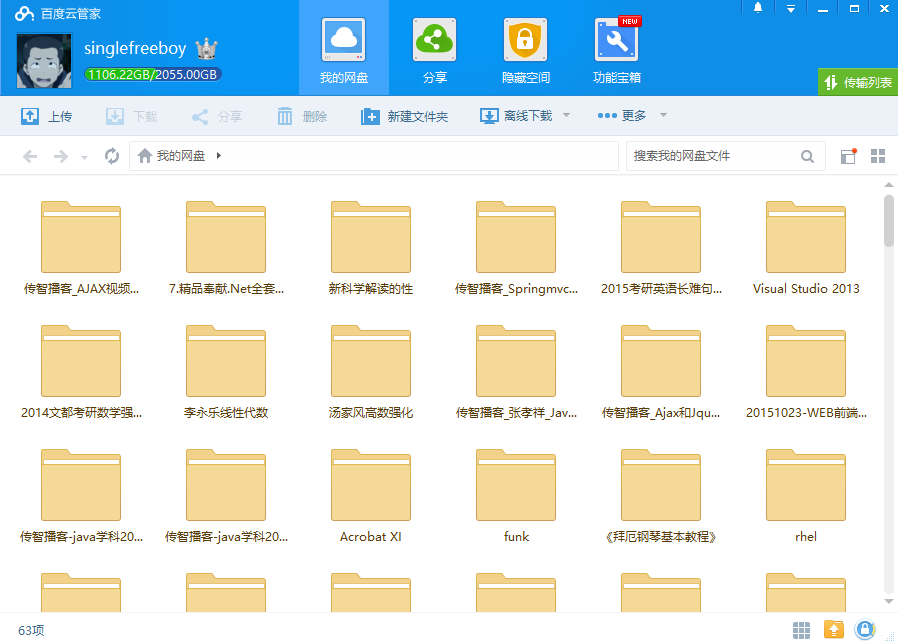 百度云管家
singlefreeboy
1106.22GB/2055.00GB
我的网盘
分享
隐藏空间
NEW
功能宝箱
传输列表
上传
下载
分享
删除
新建文件夹
离线下载
更多
我的网盘
搜索我的网盘文件
传智播客_AJAX视频...
7.精品奉献.Net全套...
新科学解读的性
传智播客_Springmvc...
2015考研英语长难句...
Visual Studio 2013
2014文都考研数学强...
李永乐线性代数
汤家风高数强化
传智播客_张孝祥_Jav...
传智播客_Ajax和Jqu...
20151023-WEB前端...
传智播客-java学科20...
传智播客-java学科20...
Acrobat XI
funk
《拜厄钢琴基本教程》
rhel
63项